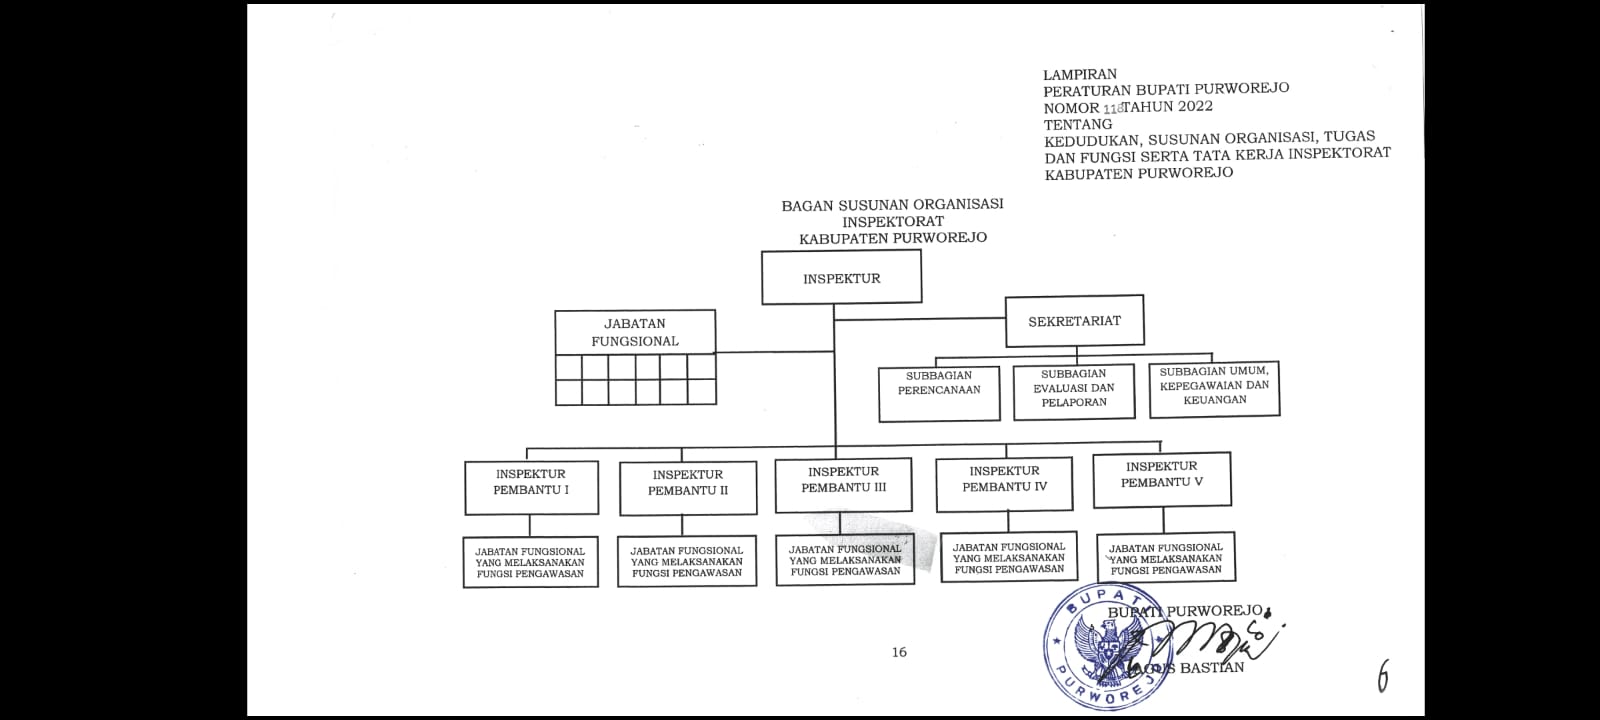 LAMPIRAN
PERATURAN BUPATI PURWOREJO
NOMOR 118 TAHUN 2022
TENTANG
KEDUDUKAN, SUSUNAN ORGANISASI, TUGAS
DAN FUNGSI SERTA TATA KERJA INSPEKTORAT
KABUPATEN PURWOREJO
BAGAN SUSUNAN ORGANISASI
INSPEKTORAT
KABUPATEN PURWOREJO
INSPEKTUR
JABATAN
FUNGSIONAL
SEKRETARIAT
SUBBAGIAN
PERENCANAAN
SUBBAGIAN
EVALUASI DAN
PELAPORAN
SUBBAGIAN UMUM,
KEPEGAWAIAN DAN
KEUANGAN
INSPEKTUR
PEMBANTU I
INSPEKTUR
PEMBANTU II
INSPEKTUR
PEMBANTU III
INSPEKTUR
PEMBANTU IV
INSPEKTUR
PEMBANTU V
JABATAN FUNGSIONAL
YANG MELAKSANAKAN
FUNGSI PENGAWASAN
JABATAN FUNGSIONAL
YANG MELAKSANAKAN
FUNGSI PENGAWASAN
JABATAN FUNGSIONAL
YANG MELAKSANAKAN
FUNGSI PENGAWASAN
JABATAN FUNGSIONAL
YANG MELAKSANAKAN
FUNGSI PENGAWASAN
JABATAN FUNGSIONAL
YANG MELAKSANAKAN
FUNGSI PENGAWASAN
BUPATI PURWOREJO,
BUPATI
PURWOREJO
AGUS BASTIAN
16
6